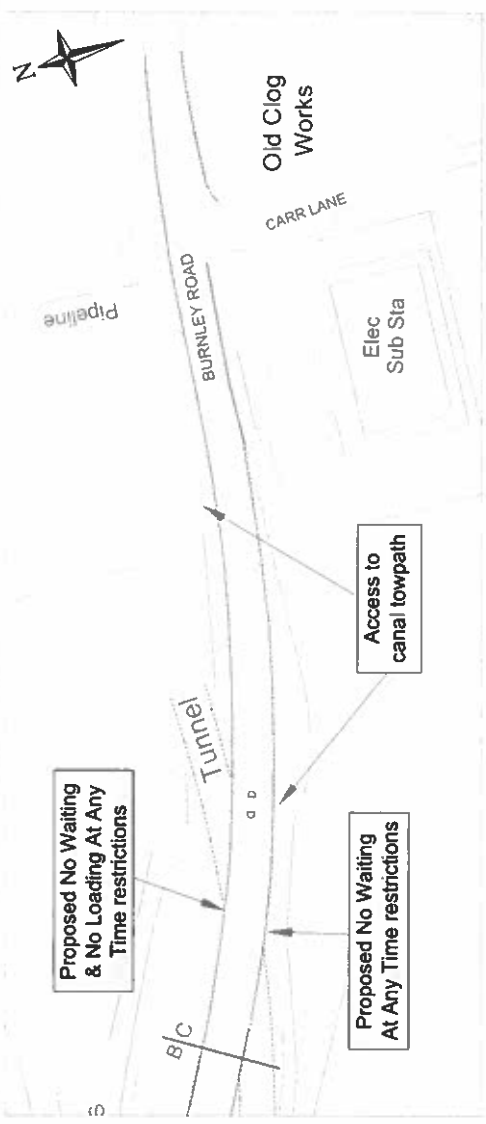 N
Old Clog
Works
CARR LANE
Pipeline
BURNLEY ROAD
Elec
Sub Sta
Access to
canal towpath
Tunnel
Proposed No Waiting
& No Loading At Any
Time restrictions
Proposed No Waiting
At Any Time restrictions
B
C